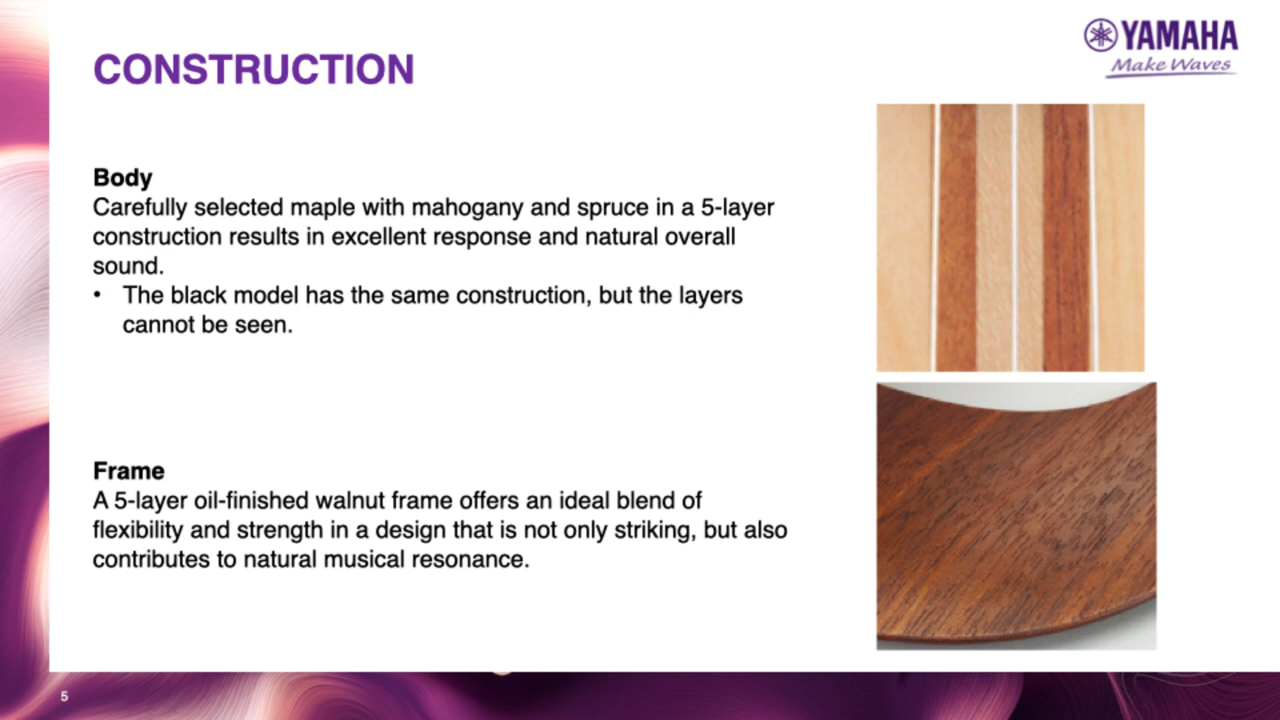 YAMAHA
Make Waves
CONSTRUCTION
Body
Carefully selected maple with mahogany and spruce in a 5-layer
construction results in excellent response and natural overall
sound.
• The black model has the same construction, but the layers
cannot be seen.
Frame
A 5-layer oil-finished walnut frame offers an ideal blend of
flexibility and strength in a design that is not only striking, but also
contributes to natural musical resonance.
5